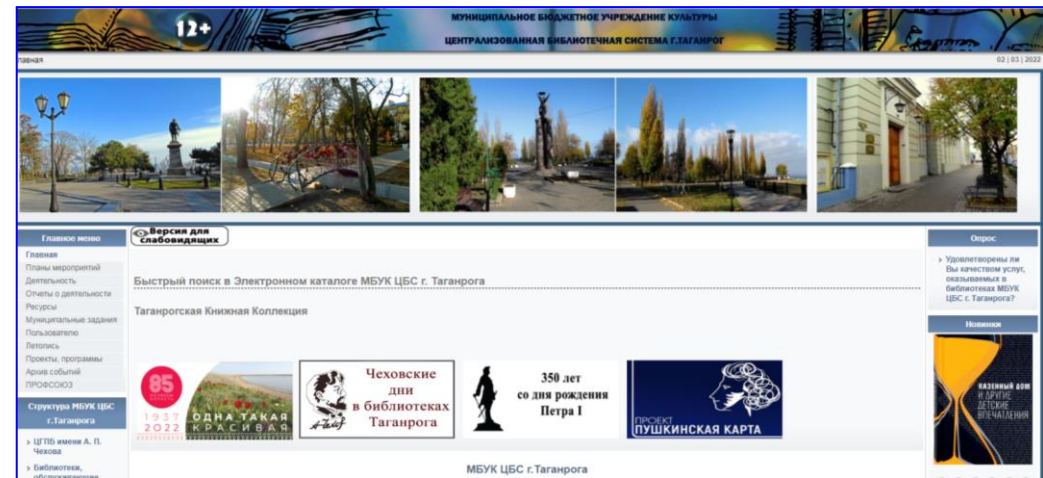 12+
МУНИЦИПАЛЬНОЕ БЮДЖЕТНОЕ УЧРЕЖДЕНИЕ КУЛЬТУРЫ
ЦЕНТРАЛИЗОВАННАЯ БИБЛИОТЕЧНАЯ СИСТЕМА Г.ТАГАНРОГ
лавная
02 | 03 | 2022
Главное меню
Главная
Планы мероприятий
Деятельность
Отчеты о деятельности
Ресурсы
Муниципальные задания
Пользователю
Летопись
Проекты, программы
Архив событий
ПРОФСОЮЗ
Структура МБУК ЦБС
г.Таганрога
ЦГПБ имени А. П.
Чехова
Библиотеки,
обслуживающие
Версия для
слабовидящих
Быстрый поиск в Электронном каталоге МБУК ЦБС г. Таганрога
Таганрогская Книжная Коллекция
85
1937
2022
ОДНА ТАКАЯ
КРАСИВАЯ
Чеховские
дни
в библиотеках
Таганрога
350 лет
со дня рождения
Петра I
ПРОЕКТ
ПУШКИНСКАЯ КАРТА
МБУК ЦБС г.Таганрога
Опрос
Удовлетворены ли
Вы качеством услуг,
оказываемых в
библиотеках МБУК
ЦБС г. Таганрога?
Новинки
КАЗЕННЫЙ ДОМ
И ДРУГИЕ
ДЕТСКИЕ
ВПЕЧАТЛЕНИЯ